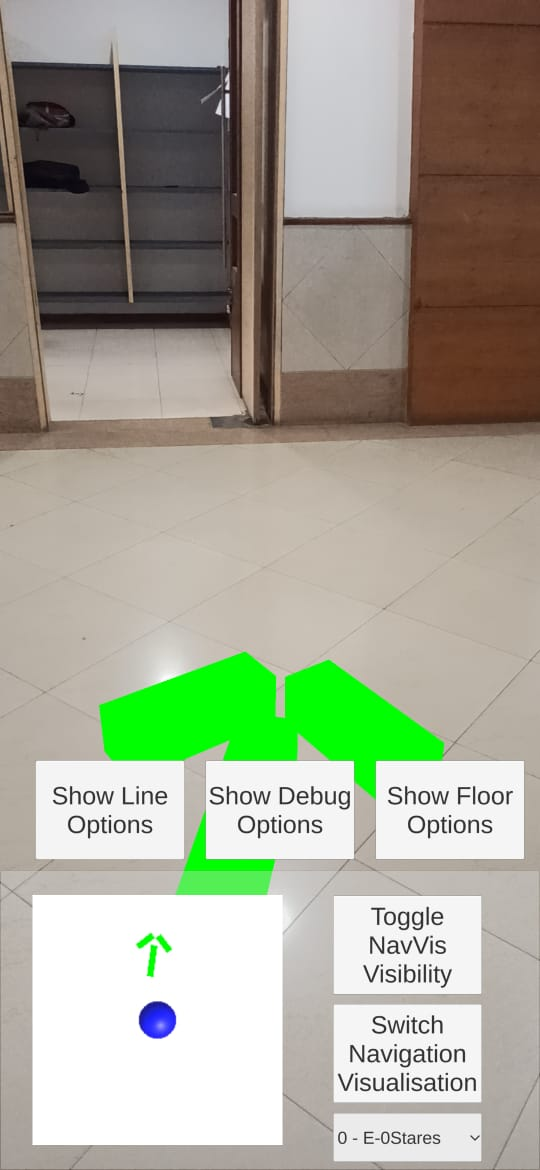 Show Line
Options
Show Debug
Options
Show Floor
Options
Toggle
NavVis
Visibility
Switch
Navigation
Visualisation
0 - E-0Stares